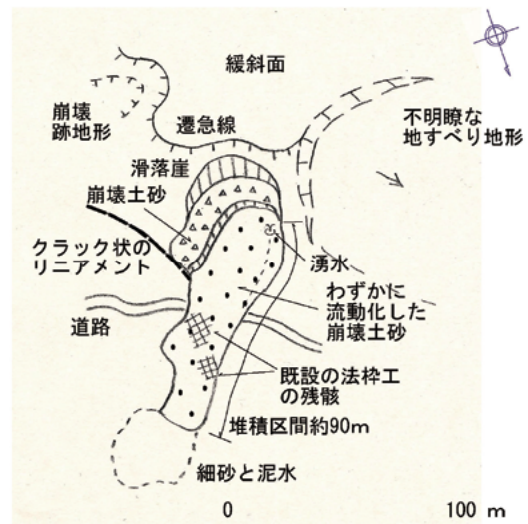 緩斜面
崩壊
跡地形
遷急線
不明瞭な
地すべり地形
滑落崖
崩壊土砂
クラック状の
リニアメント
湧水
わずかに
流動化した
崩壊土砂
道路
既設の法枠工
の残骸
堆積区間約90m
細砂と泥水
0 100 m